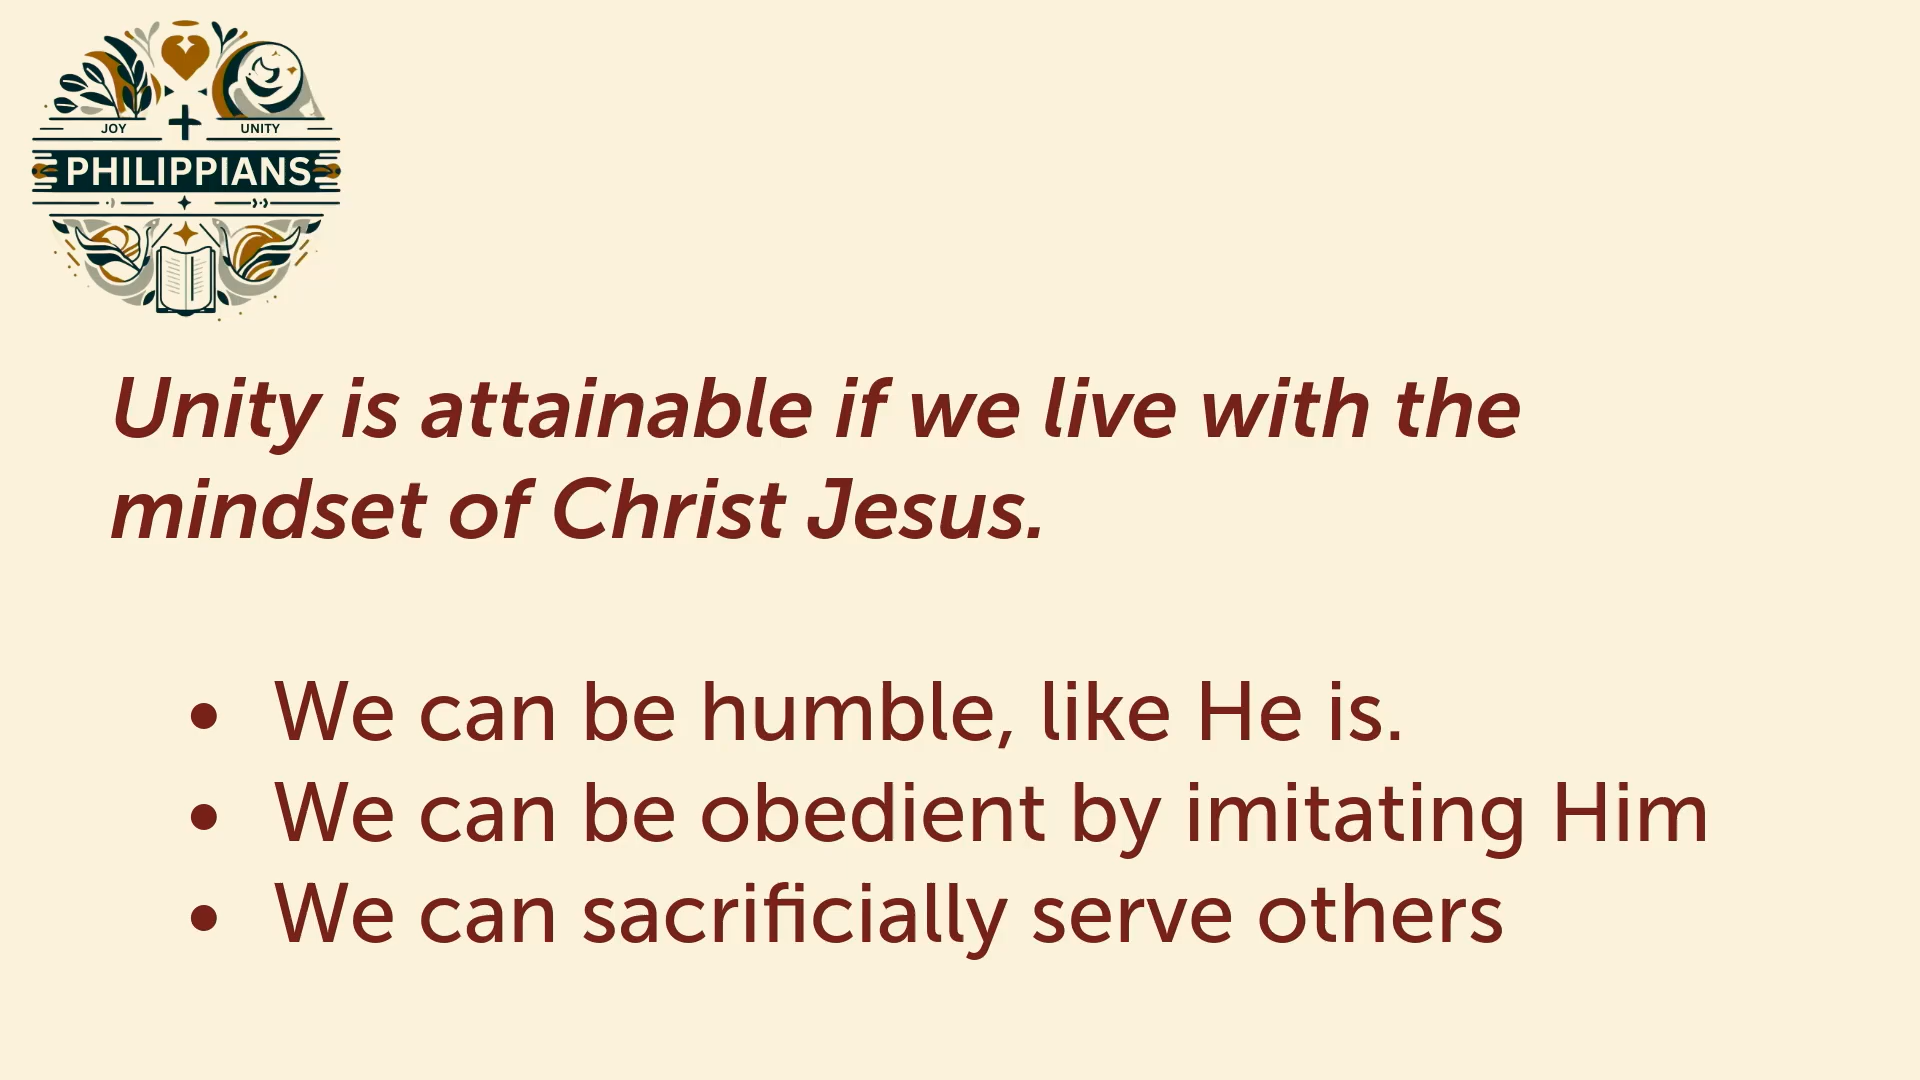 JOY
UNITY
PHILIPPIANS
Unity is attainable if we live with the
mindset of Christ Jesus.
• We can be humble, like He is.
• We can be obedient by imitating Him
• We can sacrificially serve others